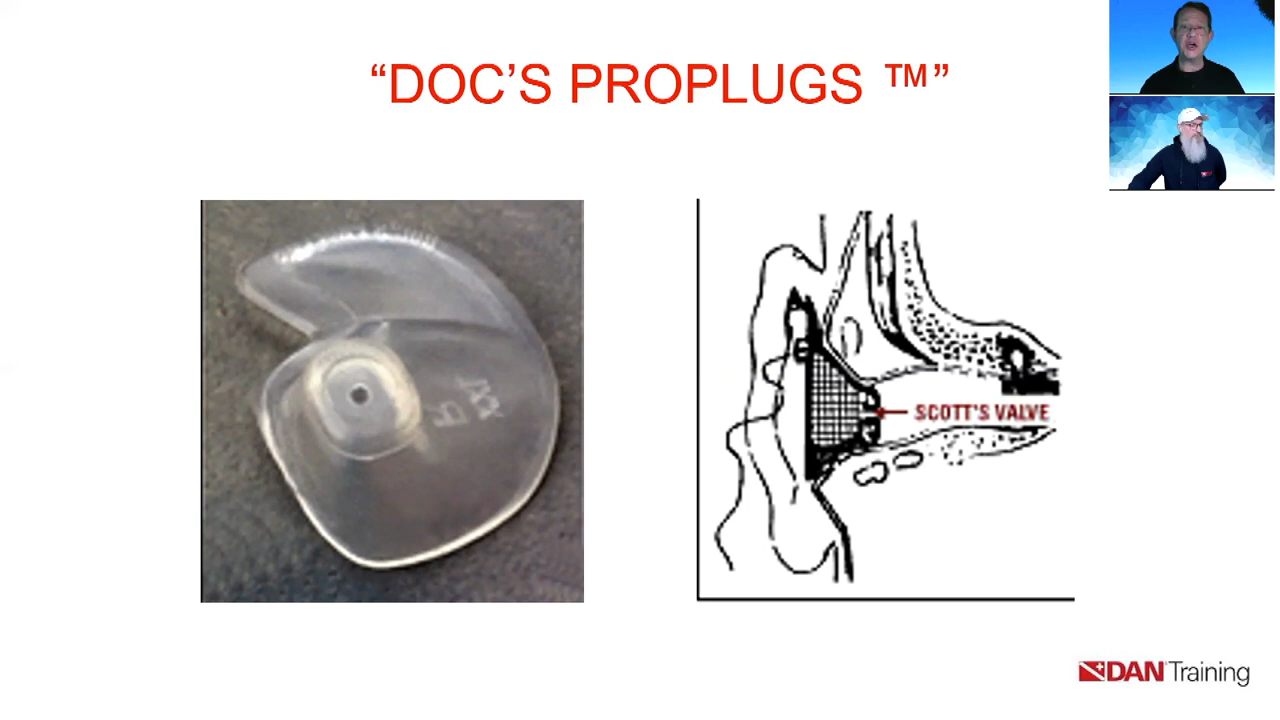 “DOC’S PROPLUGS ™”
SCOTT'S VALVE
DAN Training